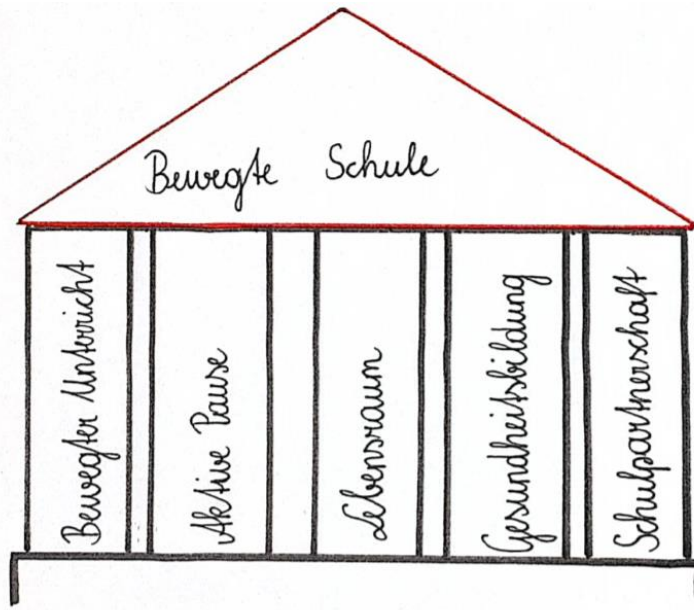 Bewegte Schule
Bewegter Unterricht
Aktive Pause
Lebensraum
Gesundheitsbildung
Schulpartnerschaft